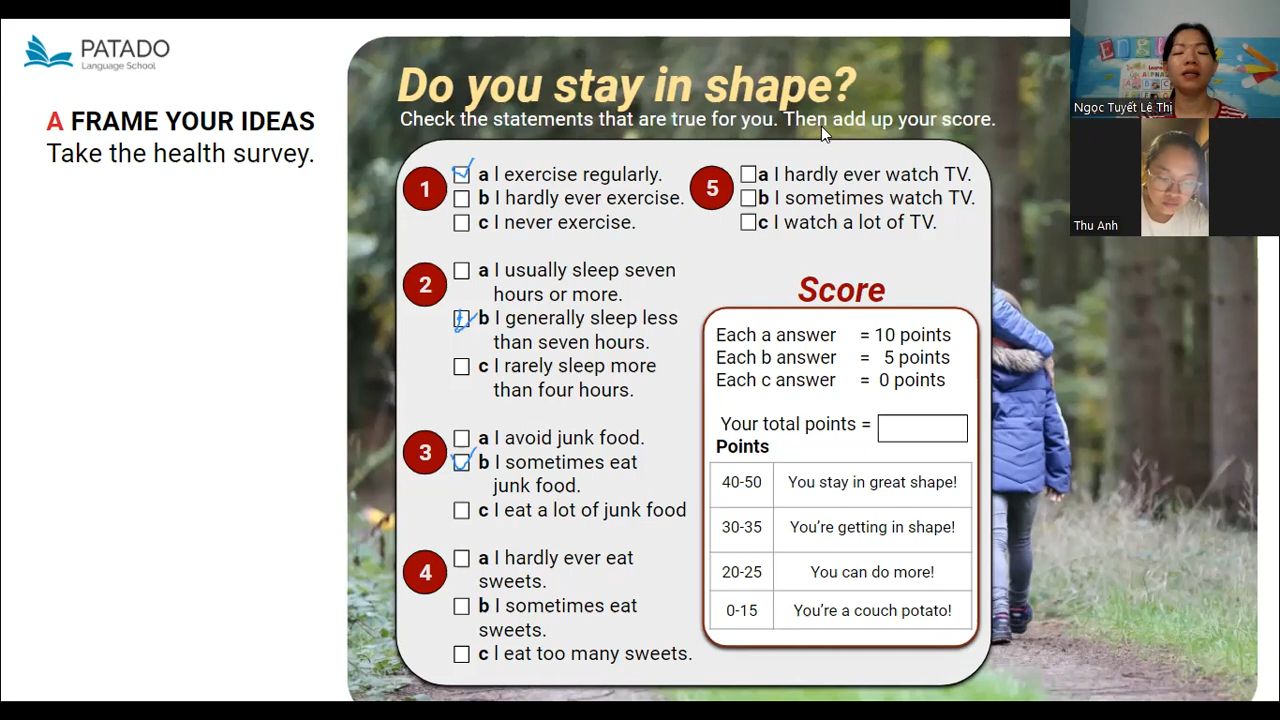 PATADO
Language School
A FRAME YOUR IDEAS
Take the health survey.
Do you stay in shape?
Check the statements that are true for you. Then add up your score.
1
a I exercise regularly.
b I hardly ever exercise.
c I never exercise.
2
a I usually sleep seven
hours or more.
b I generally sleep less
than seven hours.
c I rarely sleep more
than four hours.
3
a I avoid junk food.
b I sometimes eat
junk food.
c I eat a lot of junk food
4
a I hardly ever eat
sweets.
b I sometimes eat
sweets.
c I eat too many sweets.
5
a I hardly ever watch TV.
b I sometimes watch TV.
c I watch a lot of TV.
Score
Each a answer = 10 points
Each b answer = 5 points
Each c answer = 0 points
Your total points =
Points
40-50 You stay in great shape!
30-35 You're getting in shape!
20-25 You can do more!
0-15 You're a couch potato!
Ngọc Tuyết Lê Thị
Thu Anh